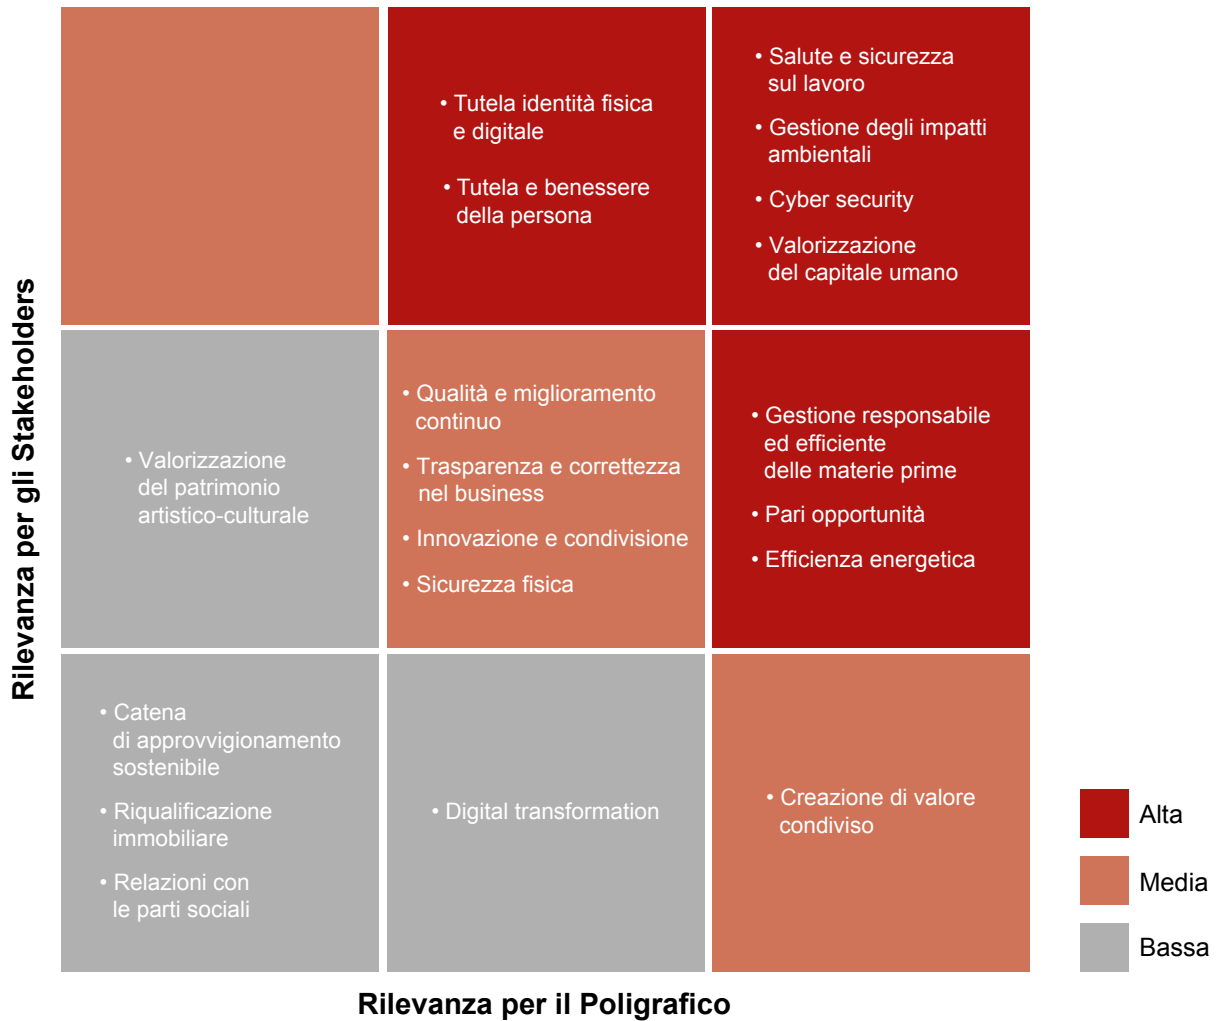 Rilevanza per gli Stakeholders
• Tutela identità fisica
e digitale
• Tutela e benessere
della persona
• Salute e sicurezza
sul lavoro
• Gestione degli impatti
ambientali
• Cyber security
• Valorizzazione
del capitale umano
• Valorizzazione
del patrimonio
artistico-culturale
• Qualità e miglioramento
continuo
• Trasparenza e correttezza
nel business
• Innovazione e condivisione
• Sicurezza fisica
• Gestione responsabile
ed efficiente
delle materie prime
• Pari opportunità
• Efficienza energetica
• Catena
di approvvigionamento
sostenibile
• Riqualificazione
immobiliare
• Relazioni con
le parti sociali
• Digital transformation
• Creazione di valore
condiviso
Alta
Media
Bassa
Rilevanza per il Poligrafico